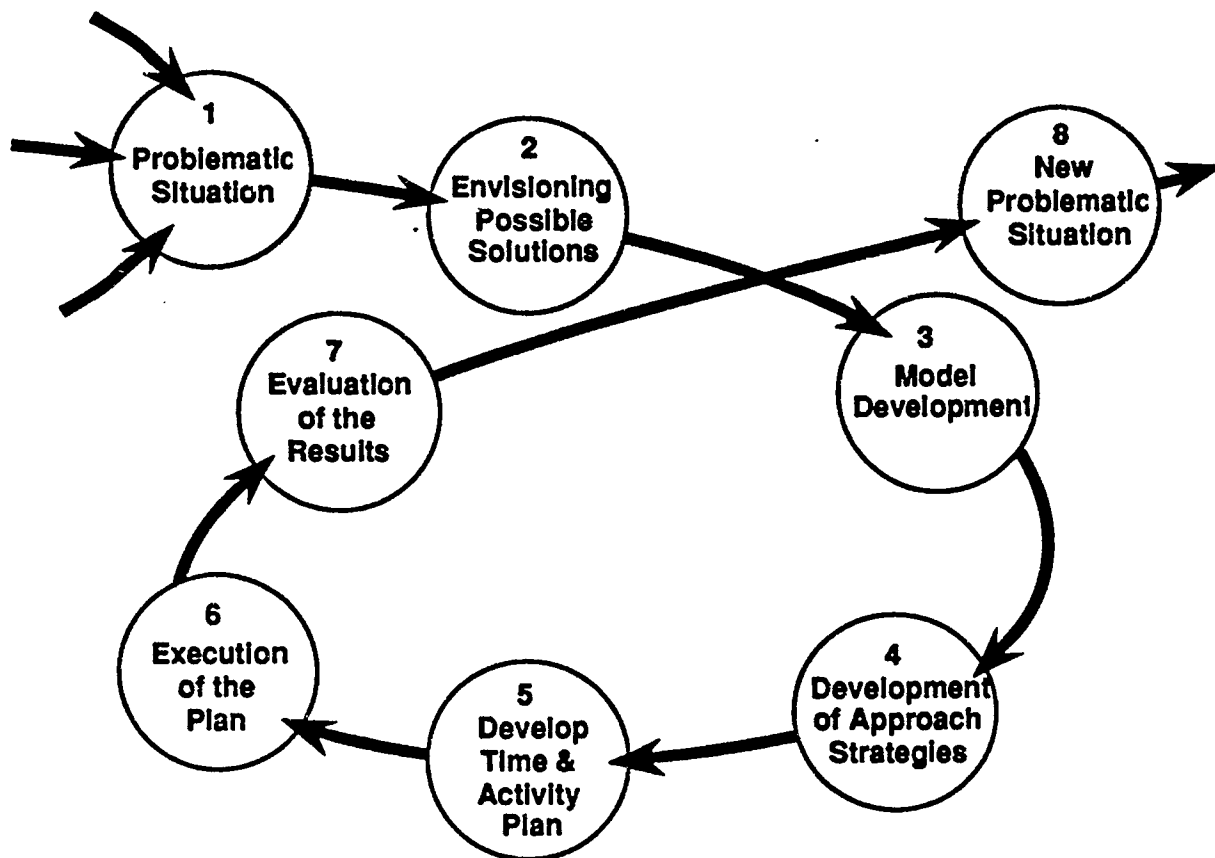 1
Problematic
Situation
2
Envisioning
Possible
Solutions
3
Model
Development
4
Development
of Approach
Strategies
5
Develop
Time &
Activity
Plan
6
Execution
of the
Plan
7
Evaluation
of the
Results
8
New
Problematic
Situation